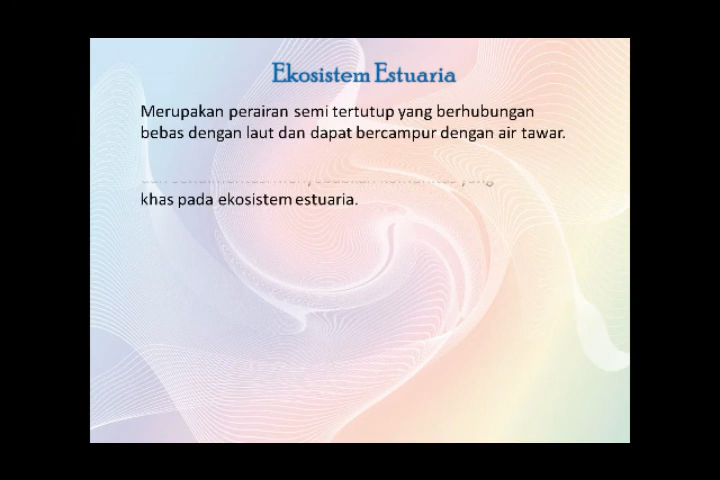 Ekosistem Estuaria
Merupakan perairan semi tertutup yang berhubungan
bebas dengan laut dan dapat bercampur dengan air tawar.
khas pada ekosistem estuaria.